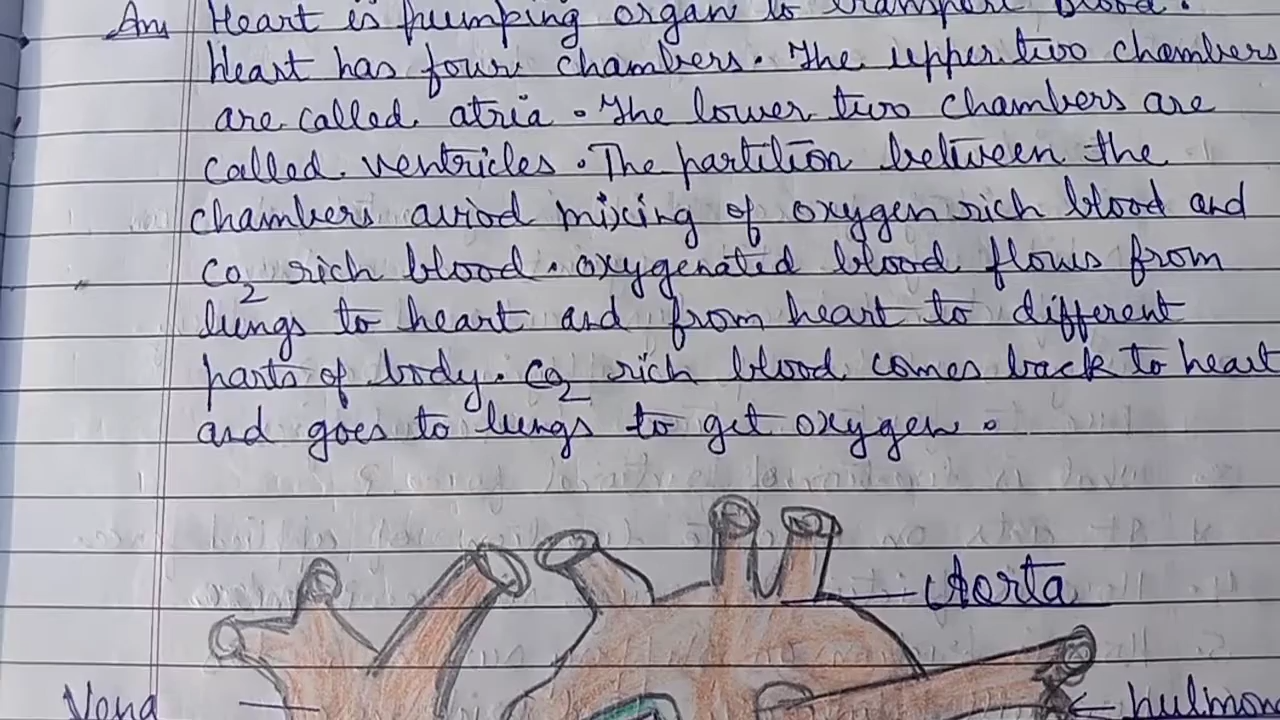 Ans Heart is pumping organ to transport blood.
Heart has four chambers. The upper two chambers
are called atria. The lower two chambers are
called ventricles. The partition between the
chambers aviod mixing of oxygen rich blood and
CO2 rich blood. oxygenated blood flows from
lungs to heart and from heart to different
parts of body. CO2 rich blood comes back to heart
and goes to lungs to get oxygen.
Aorta
Vena